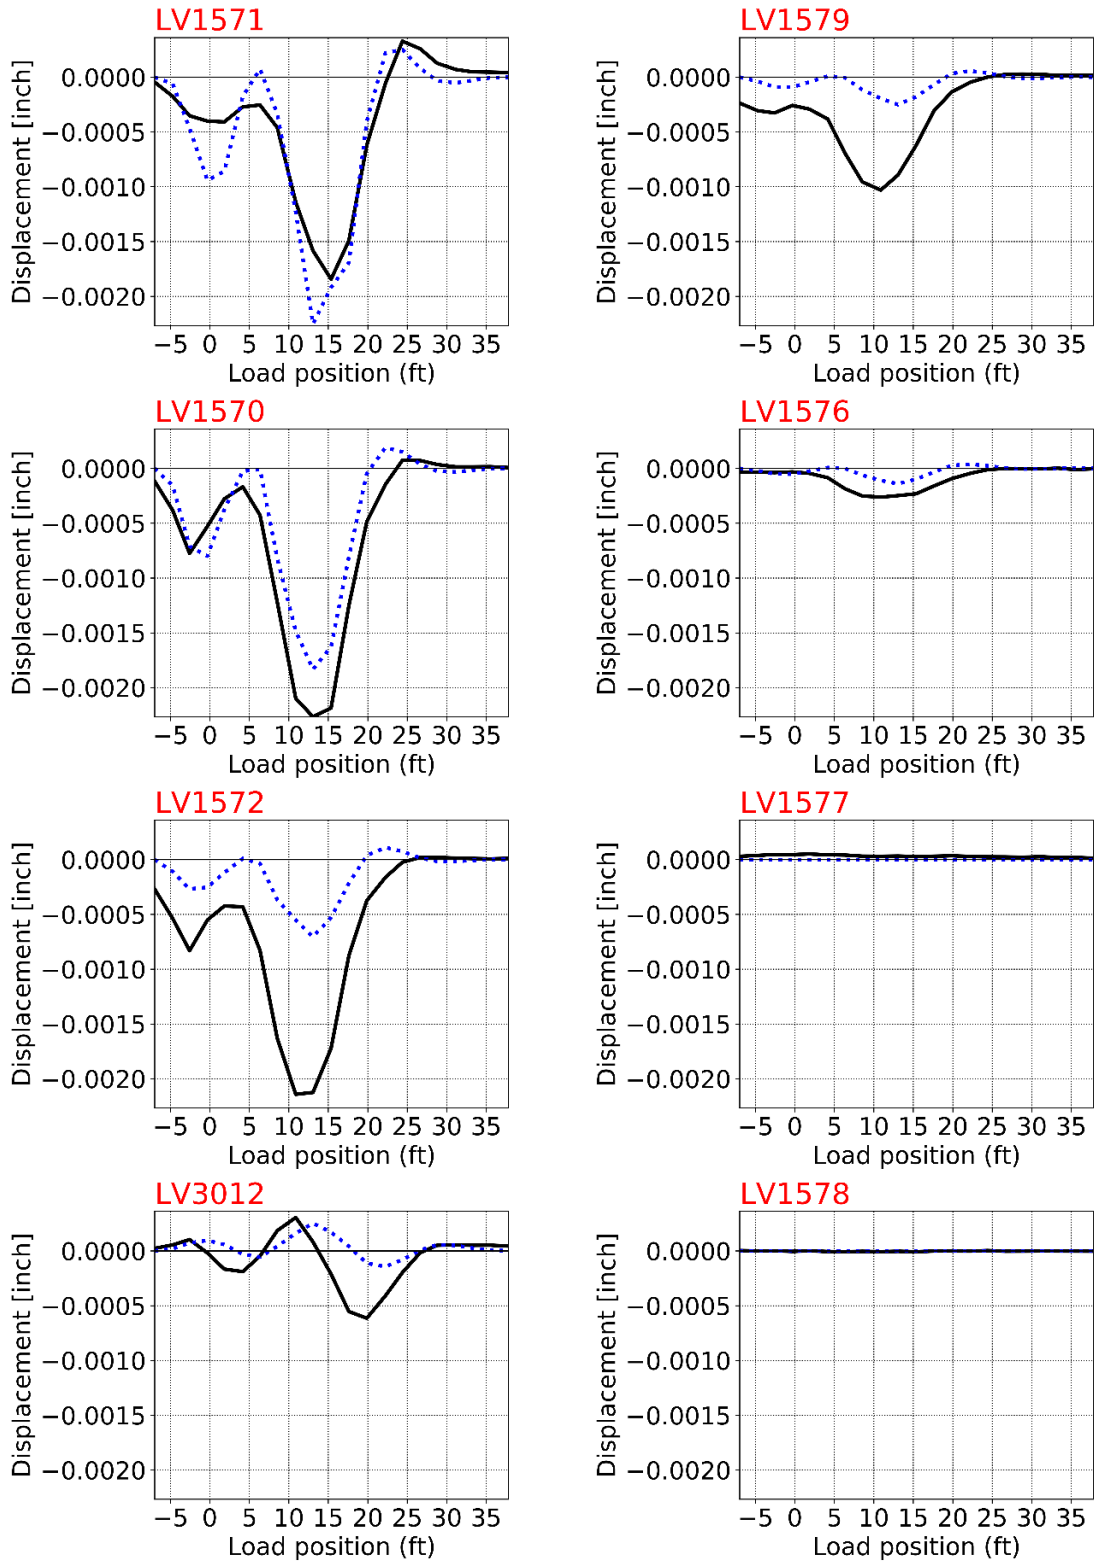 LV1571
Displacement [inch]
0.0000
−0.0005
−0.0010
−0.0015
−0.0020
−5 0 5 10 15 20 25 30 35
Load position (ft)
LV1579
Displacement [inch]
0.0000
−0.0005
−0.0010
−0.0015
−0.0020
−5 0 5 10 15 20 25 30 35
Load position (ft)
LV1570
Displacement [inch]
0.0000
−0.0005
−0.0010
−0.0015
−0.0020
−5 0 5 10 15 20 25 30 35
Load position (ft)
LV1576
Displacement [inch]
0.0000
−0.0005
−0.0010
−0.0015
−0.0020
−5 0 5 10 15 20 25 30 35
Load position (ft)
LV1572
Displacement [inch]
0.0000
−0.0005
−0.0010
−0.0015
−0.0020
−5 0 5 10 15 20 25 30 35
Load position (ft)
LV1577
Displacement [inch]
0.0000
−0.0005
−0.0010
−0.0015
−0.0020
−5 0 5 10 15 20 25 30 35
Load position (ft)
LV3012
Displacement [inch]
0.0000
−0.0005
−0.0010
−0.0015
−0.0020
−5 0 5 10 15 20 25 30 35
Load position (ft)
LV1578
Displacement [inch]
0.0000
−0.0005
−0.0010
−0.0015
−0.0020
−5 0 5 10 15 20 25 30 35
Load position (ft)